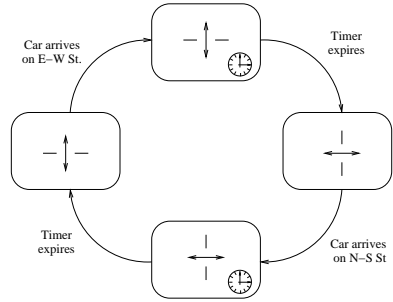 Car arrives
on E–W St.
Timer
expires
Timer
expires
Car arrives
on N–S St